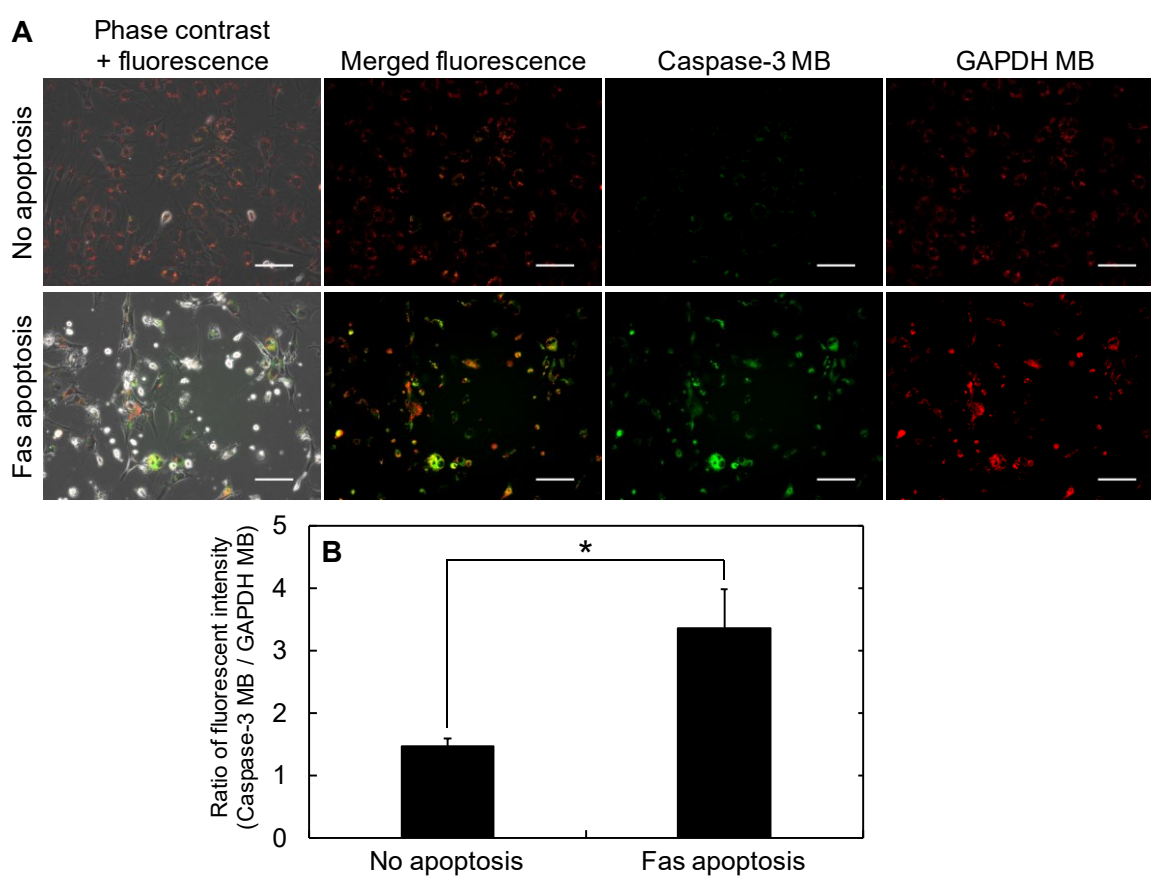 A
Phase contrast
+ fluorescence
Merged fluorescence
Caspase-3 MB
GAPDH MB
No apoptosis
Fas apoptosis
B
*
Ratio of fluorescent intensity
(Caspase-3 MB / GAPDH MB)
5
4
3
2
1
0
No apoptosis
Fas apoptosis